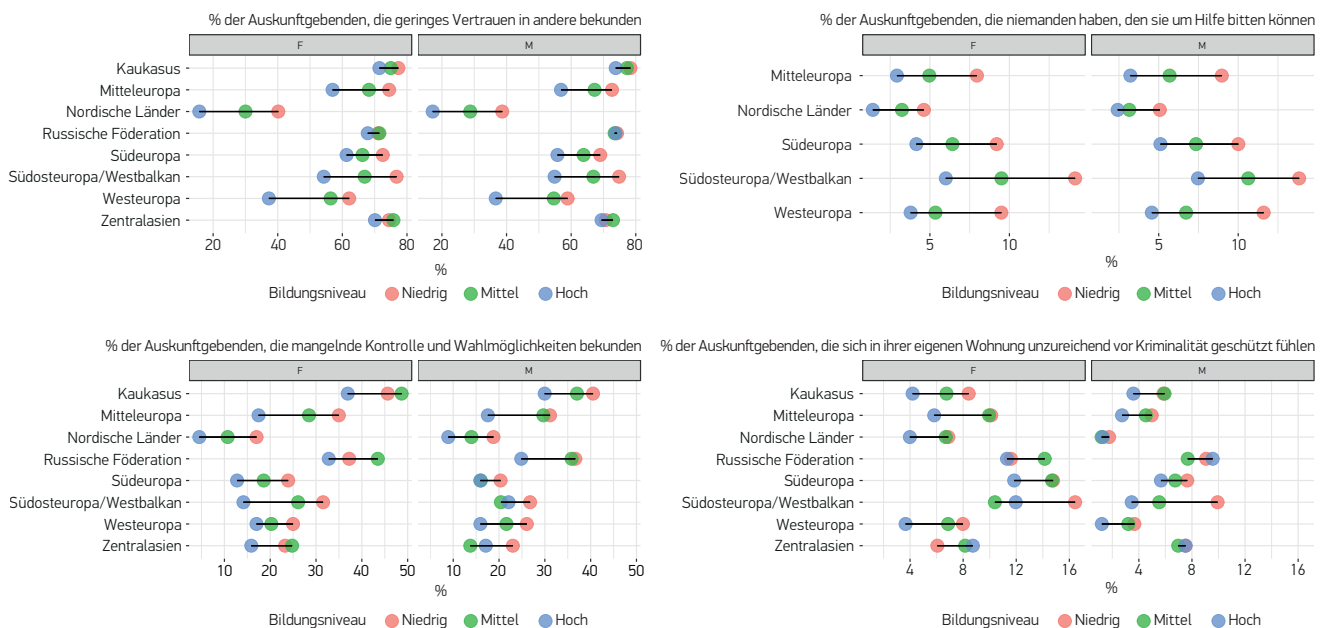 % der Auskunftgebenden, die geringes Vertrauen in andere bekunden
F M
Kaukasus
Mitteleuropa
Nordische Länder
Russische Föderation
Südeuropa
Südosteuropa/Westbalkan
Westeuropa
Zentralasien
20 40 60 80 20 40 60 80
%
Bildungsniveau Niedrig Mittel Hoch
% der Auskunftgebenden, die niemanden haben, den sie um Hilfe bitten können
F M
Mitteleuropa
Nordische Länder
Südeuropa
Südosteuropa/Westbalkan
Westeuropa
5 10 5 10
%
Bildungsniveau Niedrig Mittel Hoch
% der Auskunftgebenden, die mangelnde Kontrolle und Wahlmöglichkeiten bekunden
F M
Kaukasus
Mitteleuropa
Nordische Länder
Russische Föderation
Südeuropa
Südosteuropa/Westbalkan
Westeuropa
Zentralasien
10 20 30 40 50 10 20 30 40 50
%
Bildungsniveau Niedrig Mittel Hoch
% der Auskunftgebenden, die sich in ihrer eigenen Wohnung unzureichend vor Kriminalität geschützt fühlen
F M
Kaukasus
Mitteleuropa
Nordische Länder
Russische Föderation
Südeuropa
Südosteuropa/Westbalkan
Westeuropa
Zentralasien
4 8 12 16 4 8 12 16
%
Bildungsniveau Niedrig Mittel Hoch